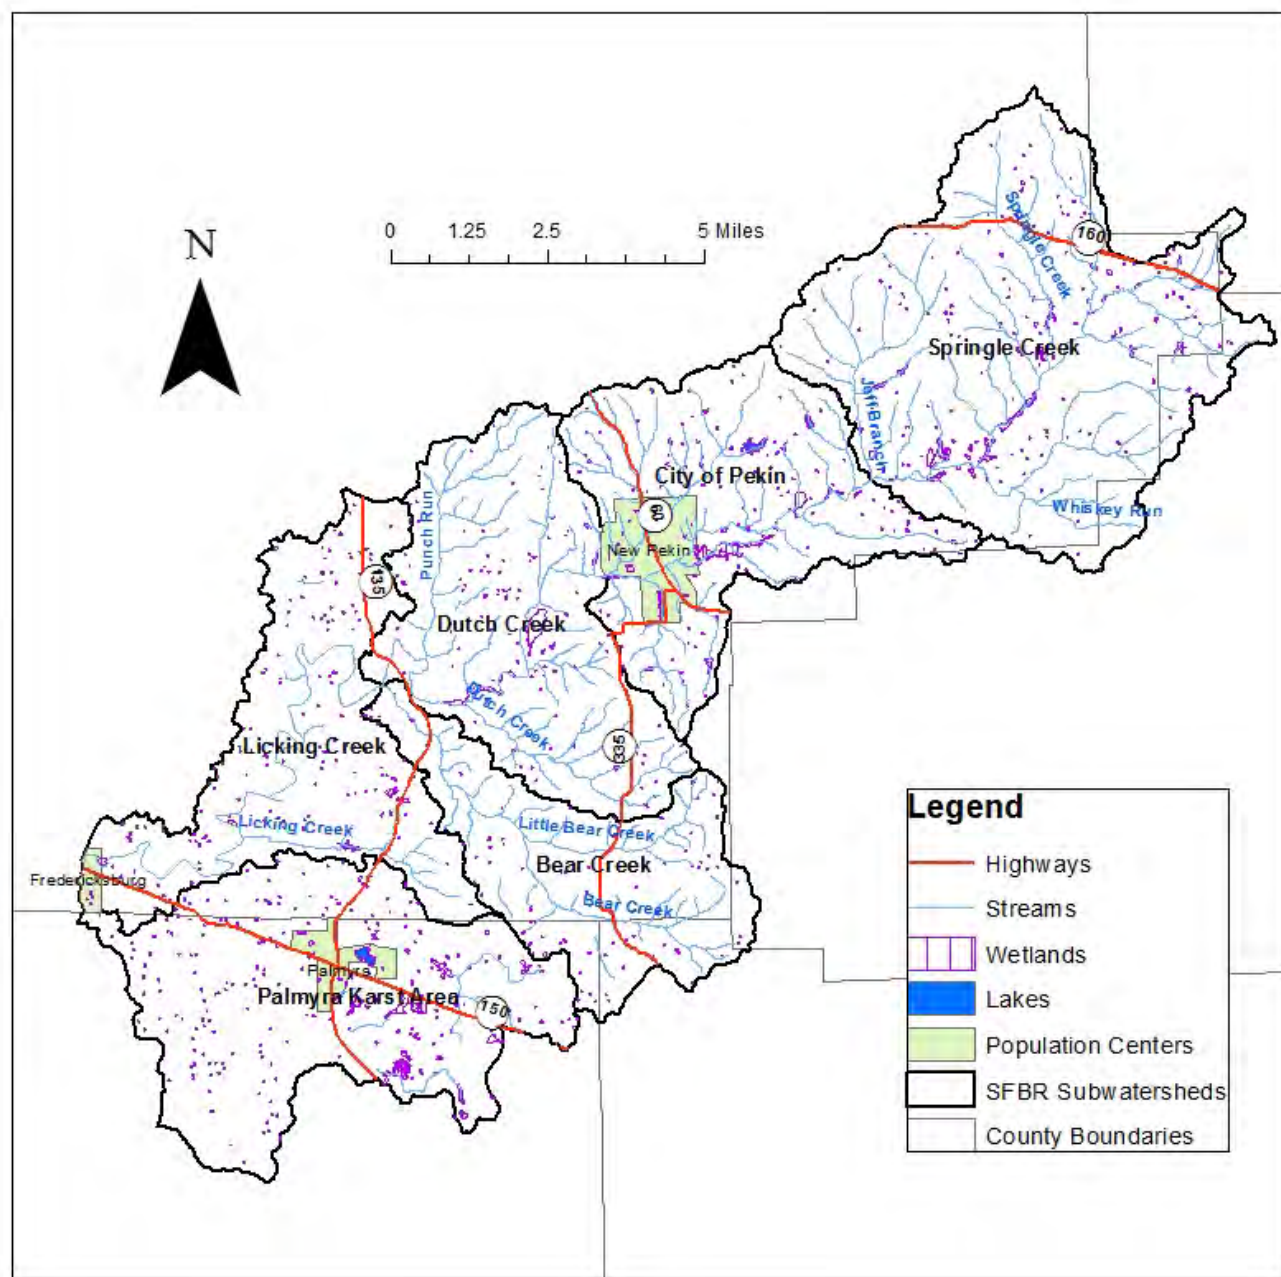 Springle Creek
160
N
0 1.25 2.5 5 Miles
Springle Creek
Jeff Branch
City of Pekin
Punch Run
Whiskey Run
60
New Pekin
135
Dutch Creek
Dutch Creek
335
Licking Creek
Licking Creek
Little Bear Creek
Bear Creek
Bear Creek
Fredericksburg
Palmyra
Palmyra Karst Area
150
Legend
Highways
Streams
Wetlands
Lakes
Population Centers
SFBR Subwatersheds
County Boundaries